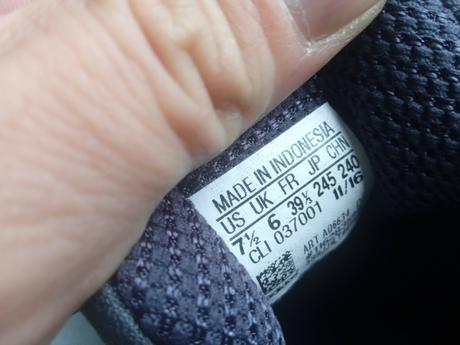 MADE IN INDONESIA
US UK FR JP CHN
7½ 6 39⅓ 245 240
CLI 037001 11/16
ART